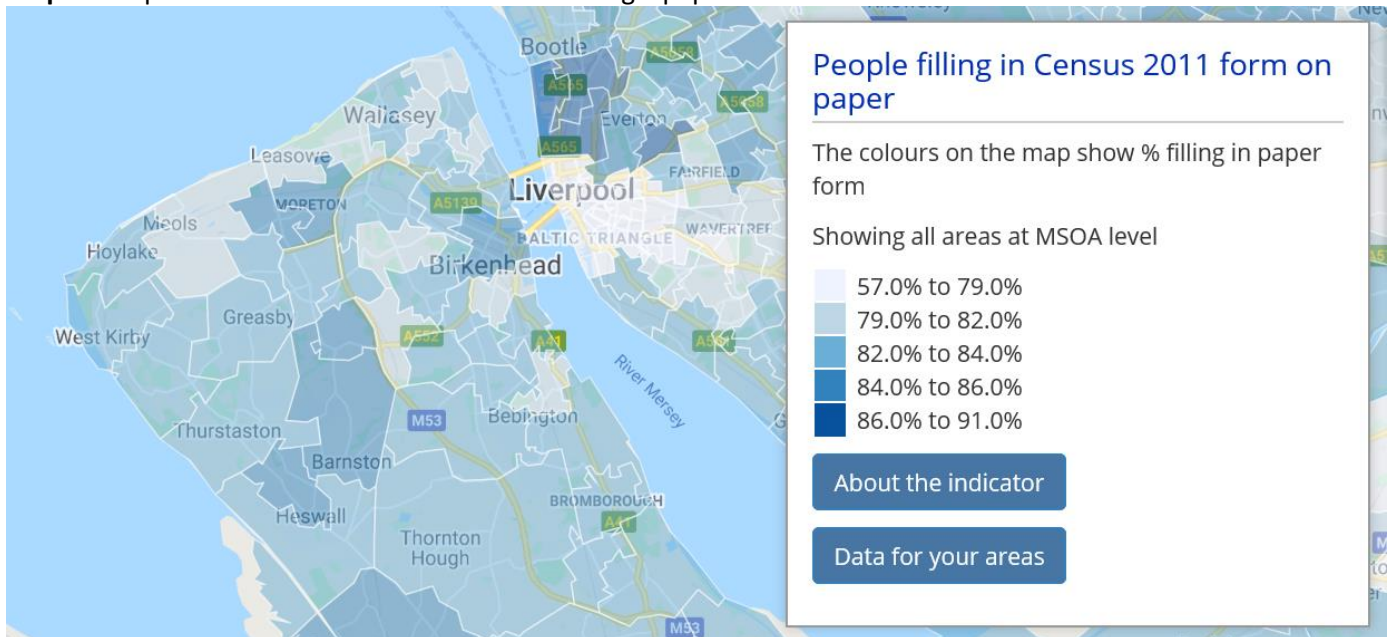 Bootle
A5058
A565
A5058
Wallasey
Everton
A565
Leasowe
FAIRFIELD
Liverpool
MORETON
A5139
Meols
WAVERTREE
BALTIC TRIANGLE
Hoylake
Birkenhead
Greasby
West Kirby
A552
A41
River Mersey
M53
Bebington
Thurstaston
Barnston
BROMBOROUGH
Heswall
A41
Thornton
Hough
M53
People filling in Census 2011 form on
paper
The colours on the map show % filling in paper
form
Showing all areas at MSOA level
57.0% to 79.0%
79.0% to 82.0%
82.0% to 84.0%
84.0% to 86.0%
86.0% to 91.0%
About the indicator
Data for your areas